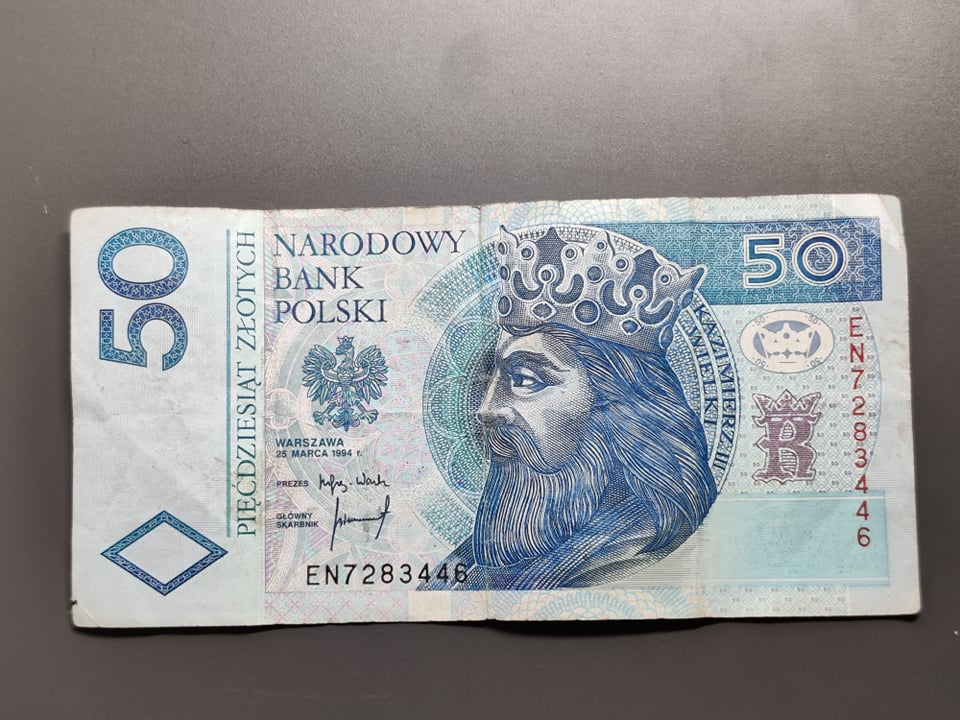 50
PIĘĆDZIESIĄT ZŁOTYCH
NARODOWY
BANK
POLSKI
WARSZAWA
25 MARCA 1994 r.
PREZES
GŁÓWNY
SKARBNIK
EN7283446
KAZIMIERZ III
WIELKI
50
EN7283446
R